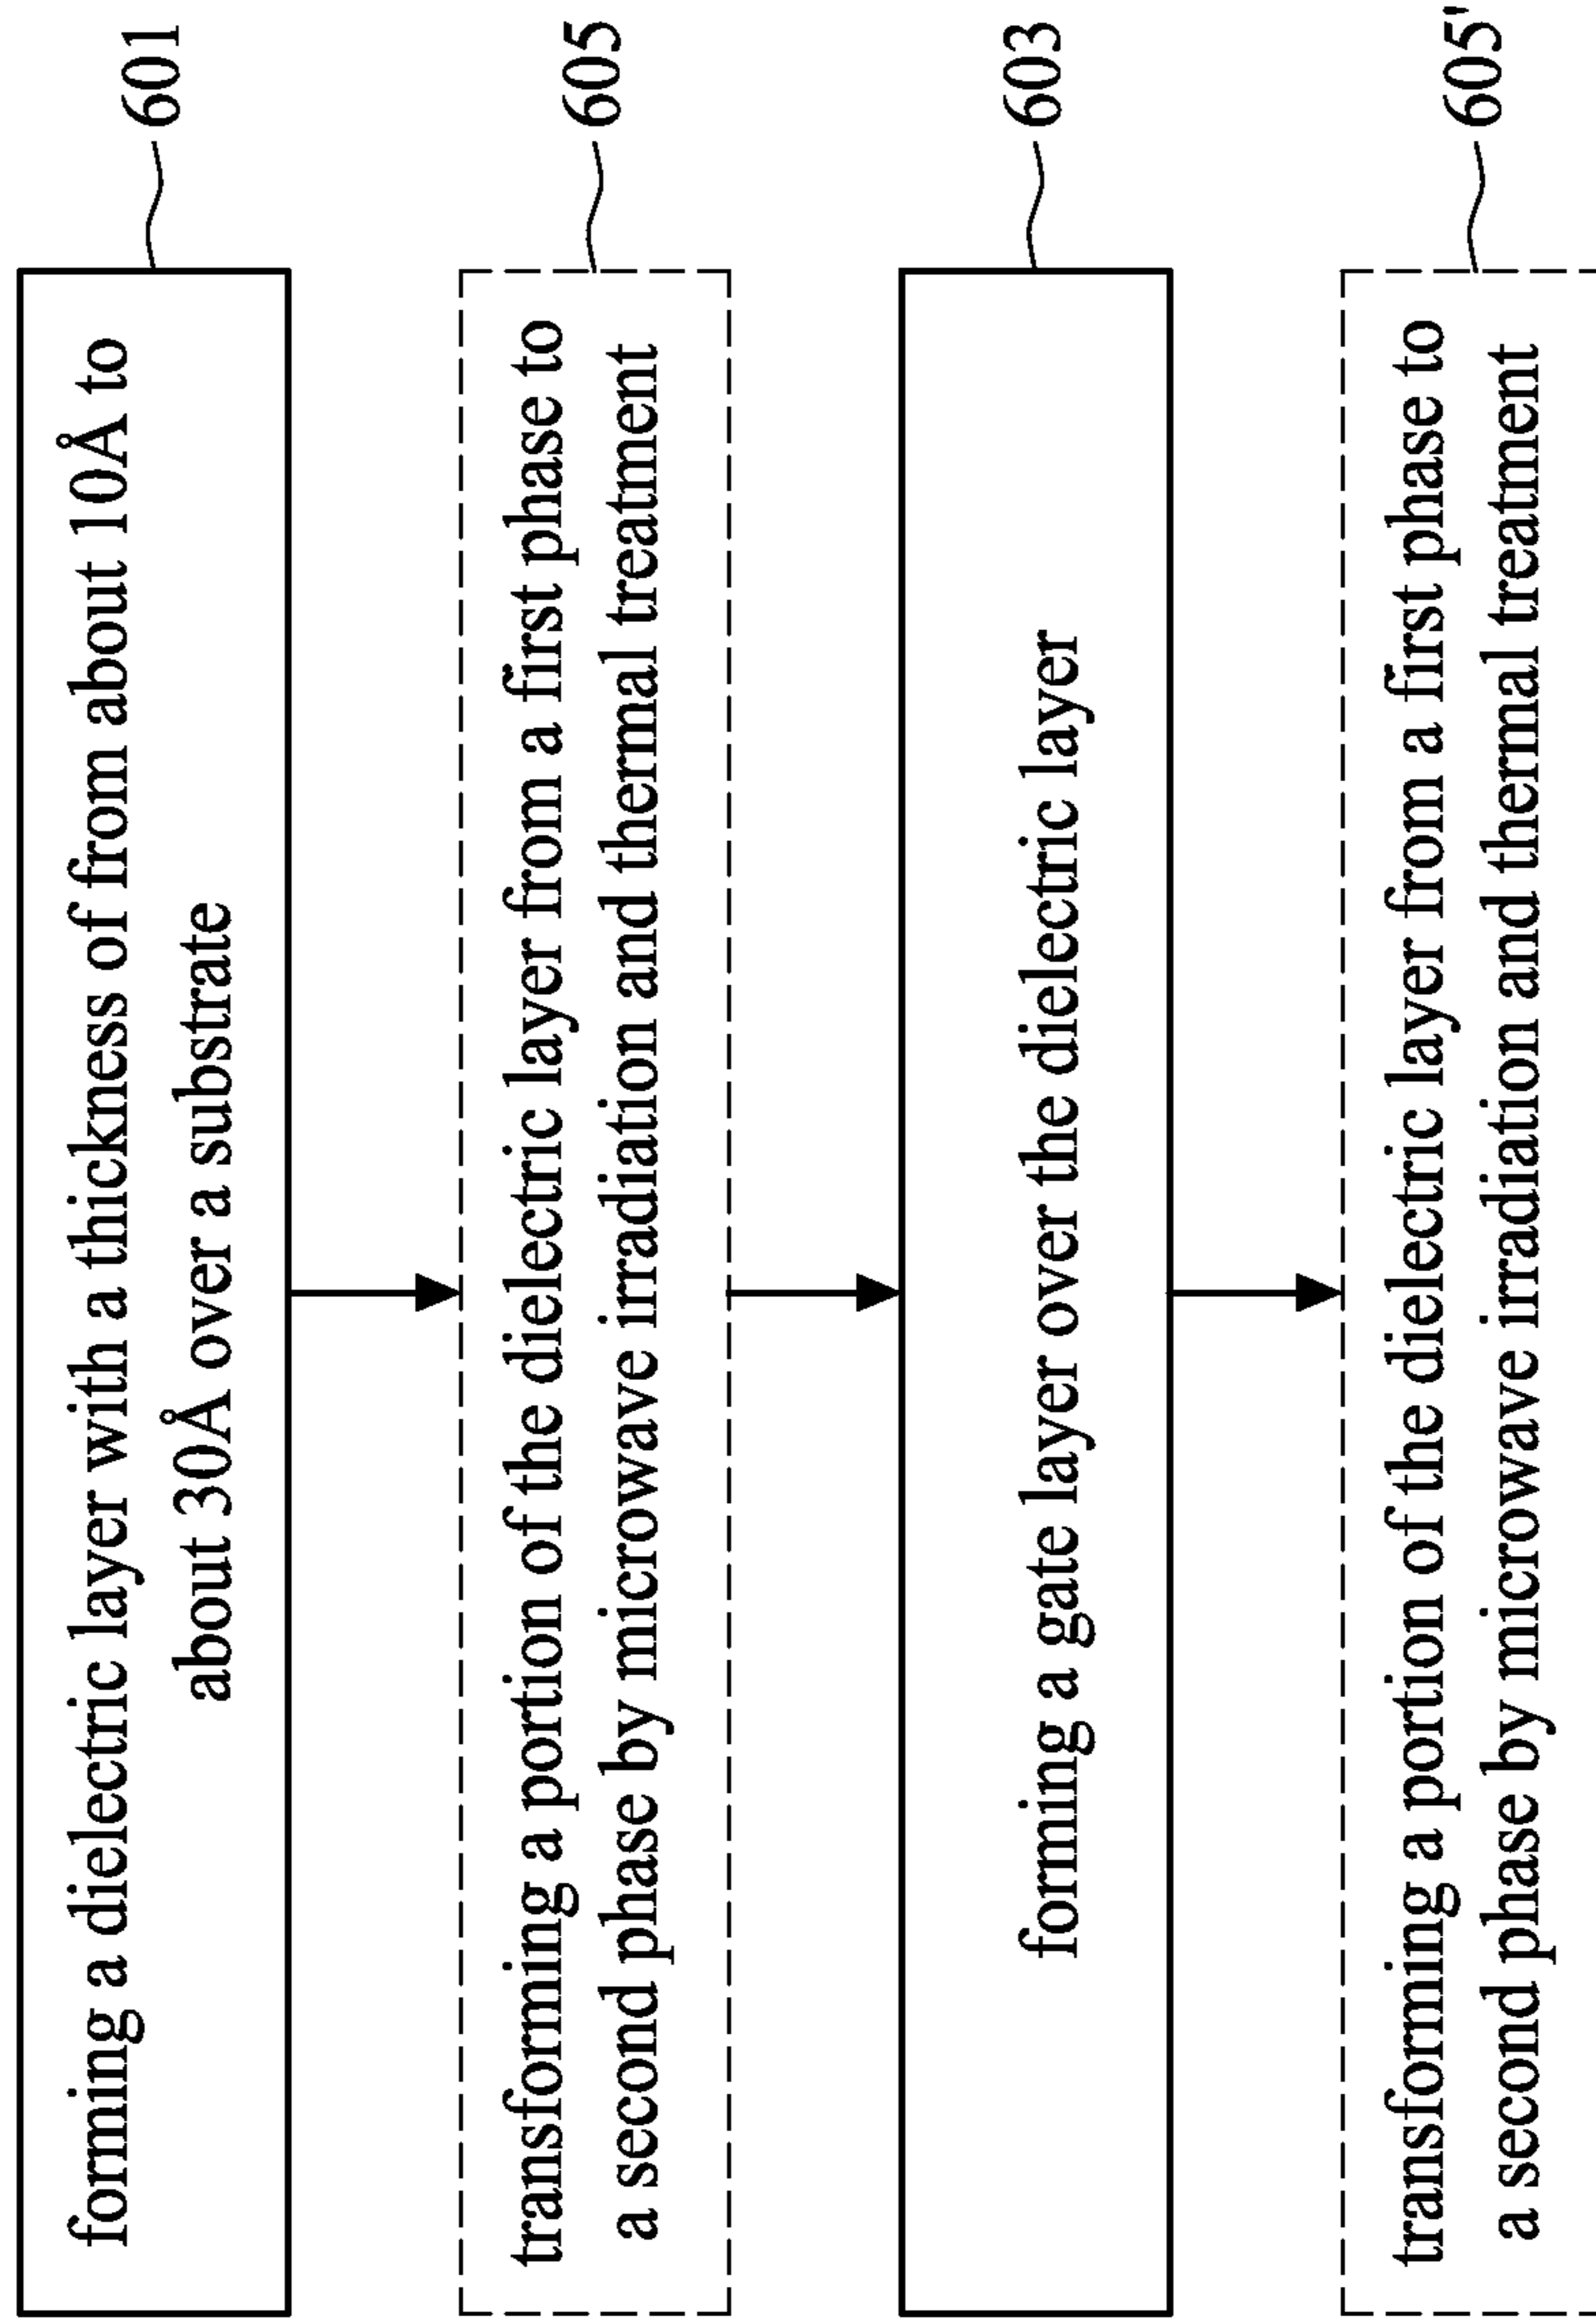 forming a dielectric layer with a thickness of from about 10Å to
about 30Å over a substrate
601
transforming a portion of the dielectric layer from a first phase to
a second phase by microwave irradiation and thermal treatment
605
forming a gate layer over the dielectric layer
603
transforming a portion of the dielectric layer from a first phase to
a second phase by microwave irradiation and thermal treatment
605'